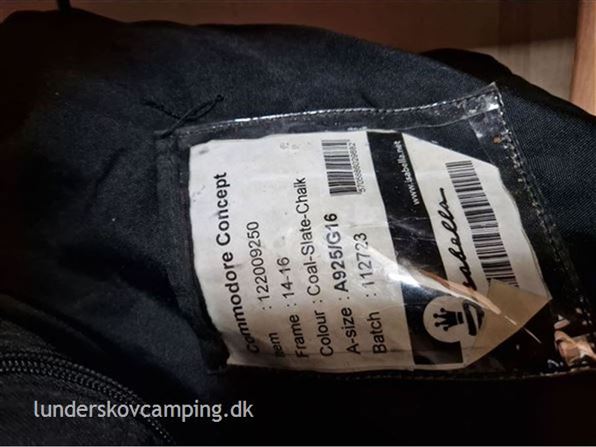 Commodore Concept
Item : 122009250
Frame : 14-16
Colour : Coal-Slate-Chalk
A-size : A925/G16
Batch : 112723
www.isabella.net
Isabella
lunderskovcamping.dk